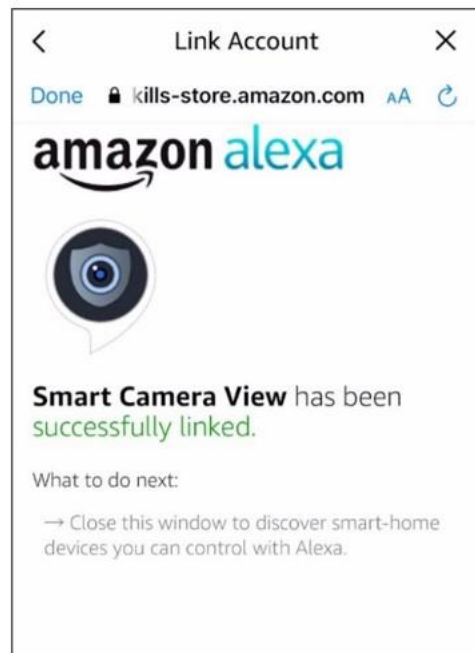 Link Account
Done kills-store.amazon.com AA
amazon alexa
Smart Camera View has been
successfully linked.
What to do next:
→ Close this window to discover smart-home
devices you can control with Alexa.